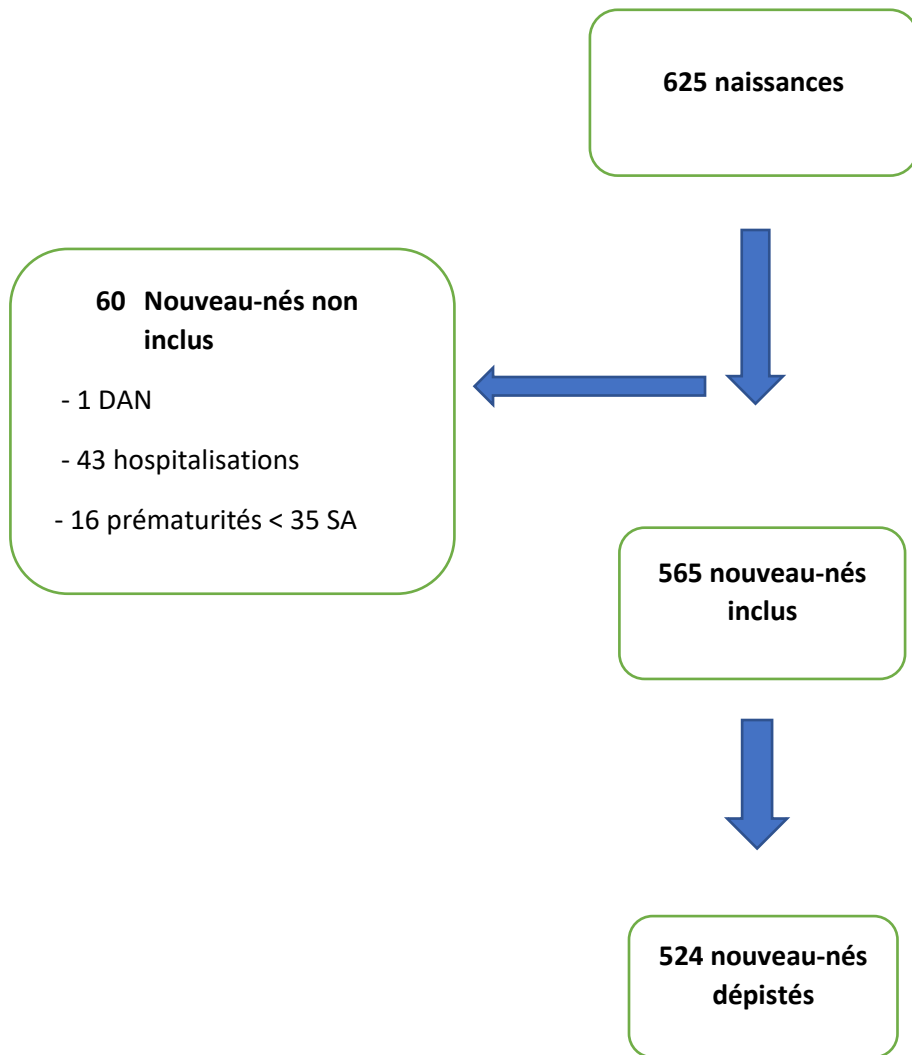 625 naissances
60 Nouveau-nés non
inclus
- 1 DAN
- 43 hospitalisations
- 16 prématurités < 35 SA
565 nouveau-nés
inclus
524 nouveau-nés
dépistés